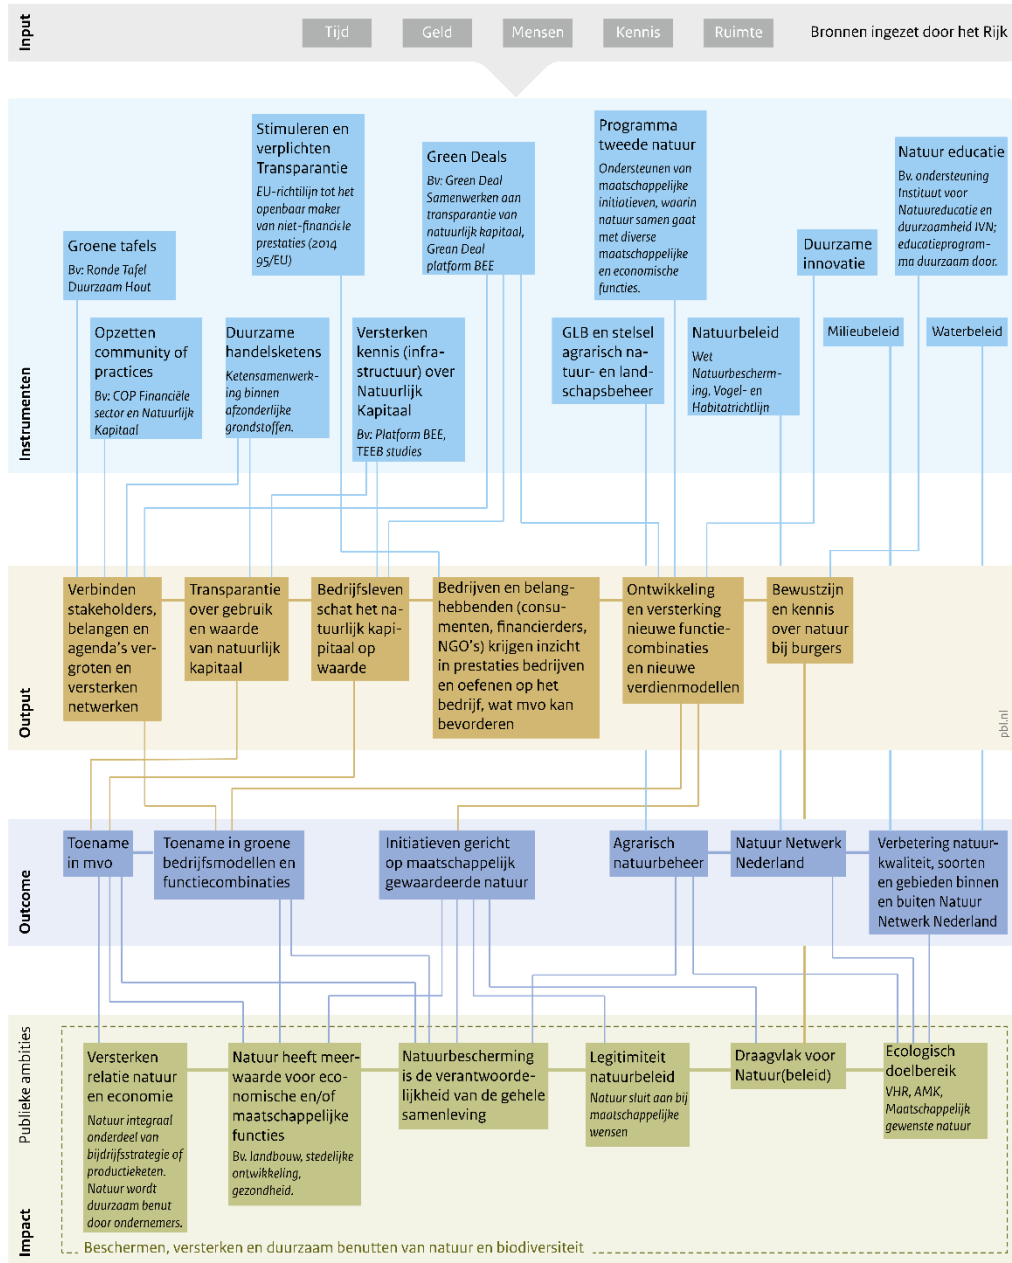 Input
Tijd
Geld
Mensen
Kennis
Ruimte
Bronnen ingezet door het Rijk
Instrumenten
Groene tafels
Bv: Ronde Tafel
Duurzaam Hout
Opzetten
community of
practices
Bv: COP Financiële
sector en Natuurlijk
Kapitaal
Stimuleren en
verplichten
Transparantie
EU-richtilijn tot het
openbaar maker
van niet-financiële
prestaties (2014
95/EU)
Duurzame
handelsketens
Ketensamenwerk-
ing binnen
afzonderlijke
grondstoffen.
Versterken
kennis (infra-
structuur) over
Natuurlijk
Kapitaal
Bv: Platform BEE,
TEEB studies
Green Deals
Bv: Green Deal
Samenwerken aan
transparantie van
natuurlijk kapitaal,
Grean Deal
platform BEE
Programma
tweede natuur
Ondersteunen van
maatschappelijke
initiatieven, waarin
natuur samen gaat
met diverse
maatschappelijke
en economische
functies.
GLB en stelsel
agrarisch na-
tuur- en land-
schapsbeheer
Natuurbeleid
Wet
Natuurbescherm-
ing, Vogel- en
Habitatrichtlijn
Duurzame
innovatie
Milieubeleid
Natuur educatie
Bv. ondersteuning
Instituut voor
Natuureducatie en
duurzaamheid IVN;
educatieprogram-
ma duurzaam door.
Waterbeleid
Output
Verbinden
stakeholders,
belangen en
agenda's ver-
groten en
versterken
netwerken
Transparantie
over gebruik
en waarde
van natuurlijk
kapitaal
Bedrijfsleven
schat het na-
tuurlijk kapi-
pitaal op
waarde
Bedrijven en belang-
hebbenden (consu-
menten, financierders,
NGO's) krijgen inzicht
in prestaties bedrijven
en oefenen op het
bedrijf, wat mvo kan
bevorderen
Ontwikkeling
en versterking
nieuwe functie-
combinaties
en nieuwe
verdienmodellen
Bewustzijn
en kennis
over natuur
bij burgers
pbl.nl
Outcome
Toename
in mvo
Toename in groene
bedrijfsmodellen en
functiecombinaties
Initiatieven gericht
op maatschappelijk
gewaardeerde natuur
Agrarisch
natuurbeheer
Natuur Netwerk
Nederland
Verbetering natuur-
kwaliteit, soorten
en gebieden binnen
en buiten Natuur
Netwerk Nederland
Publieke ambities
Impact
Versterken
relatie natuur
en economie
Natuur integraal
onderdeel van
bijdrijfsstrategie of
productieketen.
Natuur wordt
duurzaam benut
door ondernemers.
Natuur heeft meer-
waarde voor eco-
nomische en/of
maatschappelijke
functies
Bv. landbouw, stedelijke
ontwikkeling,
gezondheid.
Natuurbescherming
is de verantwoorde-
lijkheid van de gehele
samenleving
Legitimiteit
natuurbeleid
Natuur sluit aan bij
maatschappelijke
wensen
Draagvlak voor
Natuur(beleid)
Ecologisch
doelbereik
VHR, AMK,
Maatschappelijk
gewenste natuur
Beschermen, versterken en duurzaam benutten van natuur en biodiversiteit